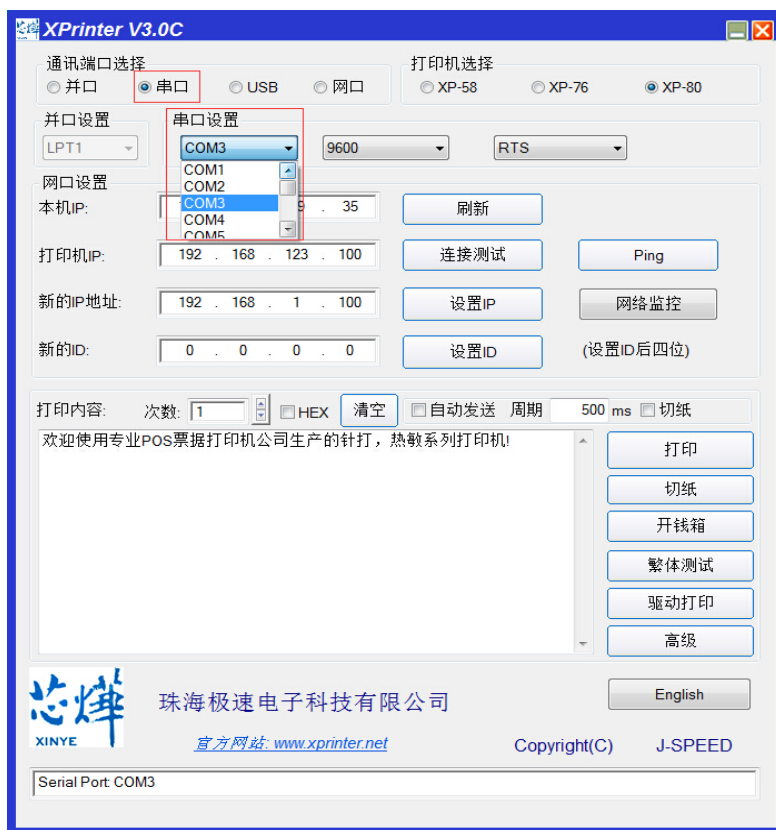 XPrinter V3.0C
通讯端口选择
打印机选择
并口 串口 USB 网口 XP-58 XP-76 XP-80
并口设置 串口设置
LPT1 COM3 9600 RTS
COM1
COM2
网口设置
本机IP: COM3 9 . 35 刷新
COM4
COM5
打印机IP: 192 . 168 . 123 . 100 连接测试 Ping
新的IP地址: 192 . 168 . 1 . 100 设置IP 网络监控
新的ID: 0 . 0 . 0 . 0 设置ID (设置ID后四位)
打印内容: 次数: 1 HEX 清空 自动发送 周期 500 ms 切纸
欢迎使用专业POS票据打印机公司生产的针打，热敏系列打印机!
打印
切纸
开钱箱
繁体测试
驱动打印
高级
芯烨
XINYE
珠海极速电子科技有限公司
English
官方网站: www.xprinter.net
Copyright(C) J-SPEED
Serial Port: COM3